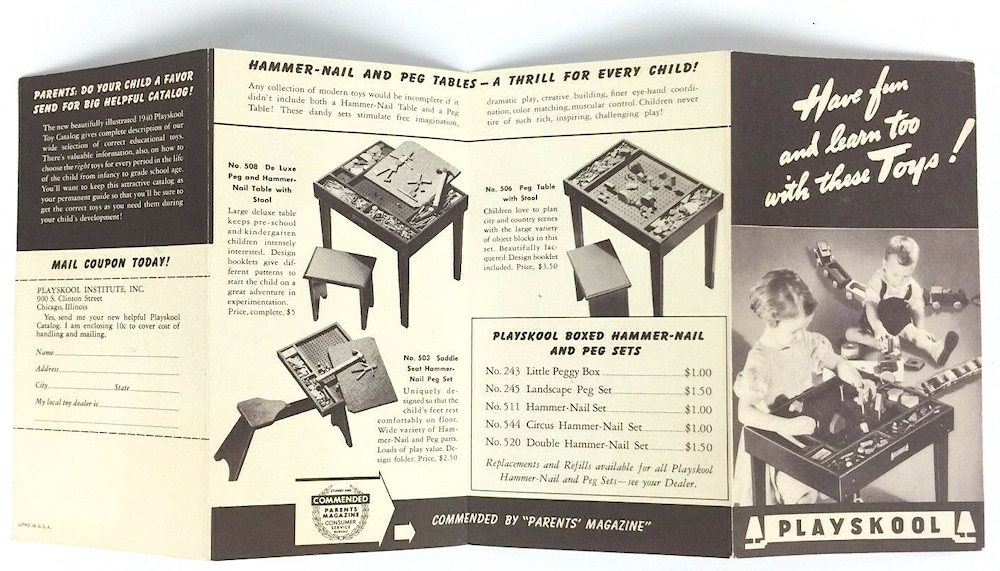 PARENTS: DO YOUR CHILD A FAVOR
SEND FOR BIG HELPFUL CATALOG!
The new beautifully illustrated 1940 Playskool
Toy Catalog gives complete description of our
wide selection of correct educational toys.
There's valuable information, also, on how to
choose the right toys for every period in the life
of the child from infancy to grade school age.
You'll want to keep this attractive catalog as
your permanent guide so that you'll be sure to
get the correct toys as you need them during
your child's development!
MAIL COUPON TODAY!
PLAYSKOOL INSTITUTE, INC.
900 S. Clinton Street
Chicago, Illinois
Yes, send me your new helpful Playskool
Catalog. I am enclosing 10c to cover cost of
handling and mailing.
Name
Address
City State
My local toy dealer is
LITHO IN U.S.A.
HAMMER-NAIL AND PEG TABLES—A THRILL FOR EVERY CHILD!
Any collection of modern toys would be incomplete if it
didn't include both a Hammer-Nail Table and a Peg
Table! These dandy sets stimulate free imagination,
dramatic play, creative building, finer eye-hand coordi-
nation, color matching, muscular control. Children never
tire of such rich, inspiring, challenging play!
No. 508 De Luxe
Peg and Hammer-
Nail Table with
Stool
Large deluxe table
keeps pre-school
and kindergarten
children intensely
interested. Design
booklets give dif-
ferent patterns to
start the child on a
great adventure in
experimentation.
Price, complete, $5
No. 506 Peg Table
with Stool
Children love to plan
city and country scenes
with the large variety
of object blocks in this
set. Beautifully lac-
quered. Design booklet
included. Price, $3.50
No. 503 Saddle
Seat Hammer-
Nail Peg Set
Uniquely de-
signed so that the
child's feet rest
comfortably on floor.
Wide variety of Ham-
mer-Nail and Peg parts.
Loads of play value. De-
sign folder. Price, $2.50
PLAYSKOOL BOXED HAMMER-NAIL
AND PEG SETS
No. 243 Little Peggy Box $1.00
No. 245 Landscape Peg Set $1.50
No. 511 Hammer-Nail Set $1.00
No. 544 Circus Hammer-Nail Set $1.00
No. 520 Double Hammer-Nail Set $1.50
Replacements and Refills available for all Playskool
Hammer-Nail and Peg Sets—see your Dealer.
STUDIED AND
COMMENDED
PARENTS'
MAGAZINE
CONSUMER
SERVICE
BUREAU
COMMENDED BY "PARENTS' MAGAZINE"
Have fun
and learn too
with these Toys!
PLAYSKOOL